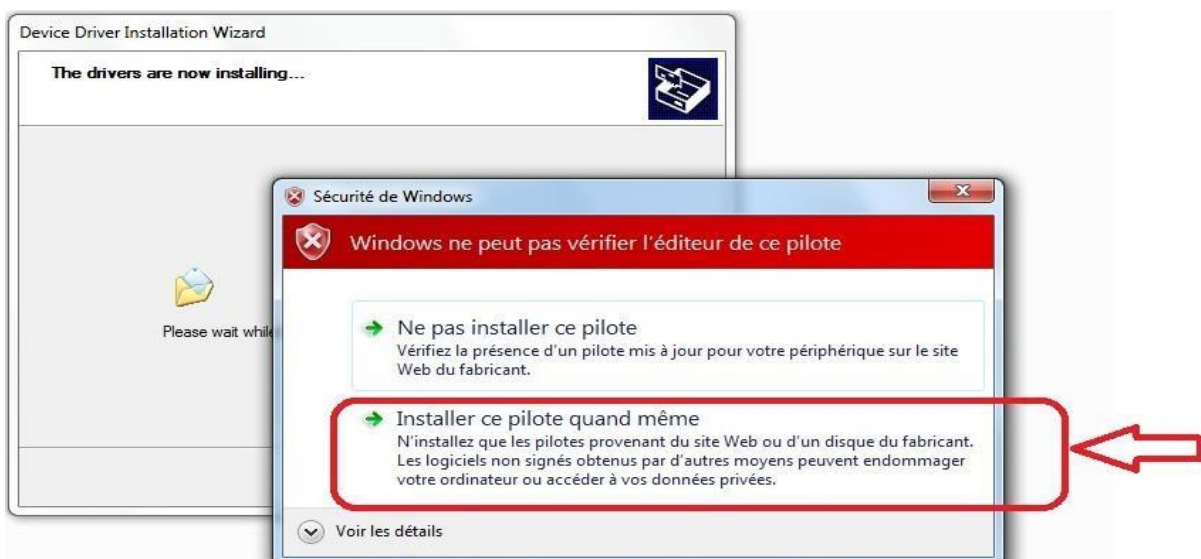 Device Driver Installation Wizard
The drivers are now installing...
Sécurité de Windows
Windows ne peut pas vérifier l'éditeur de ce pilote
Please wait while
Ne pas installer ce pilote
Vérifiez la présence d'un pilote mis à jour pour votre périphérique sur le site
Web du fabricant.
Installer ce pilote quand même
N'installez que les pilotes provenant du site Web ou d'un disque du fabricant.
Les logiciels non signés obtenus par d'autres moyens peuvent endommager
votre ordinateur ou accéder à vos données privées.
Voir les détails